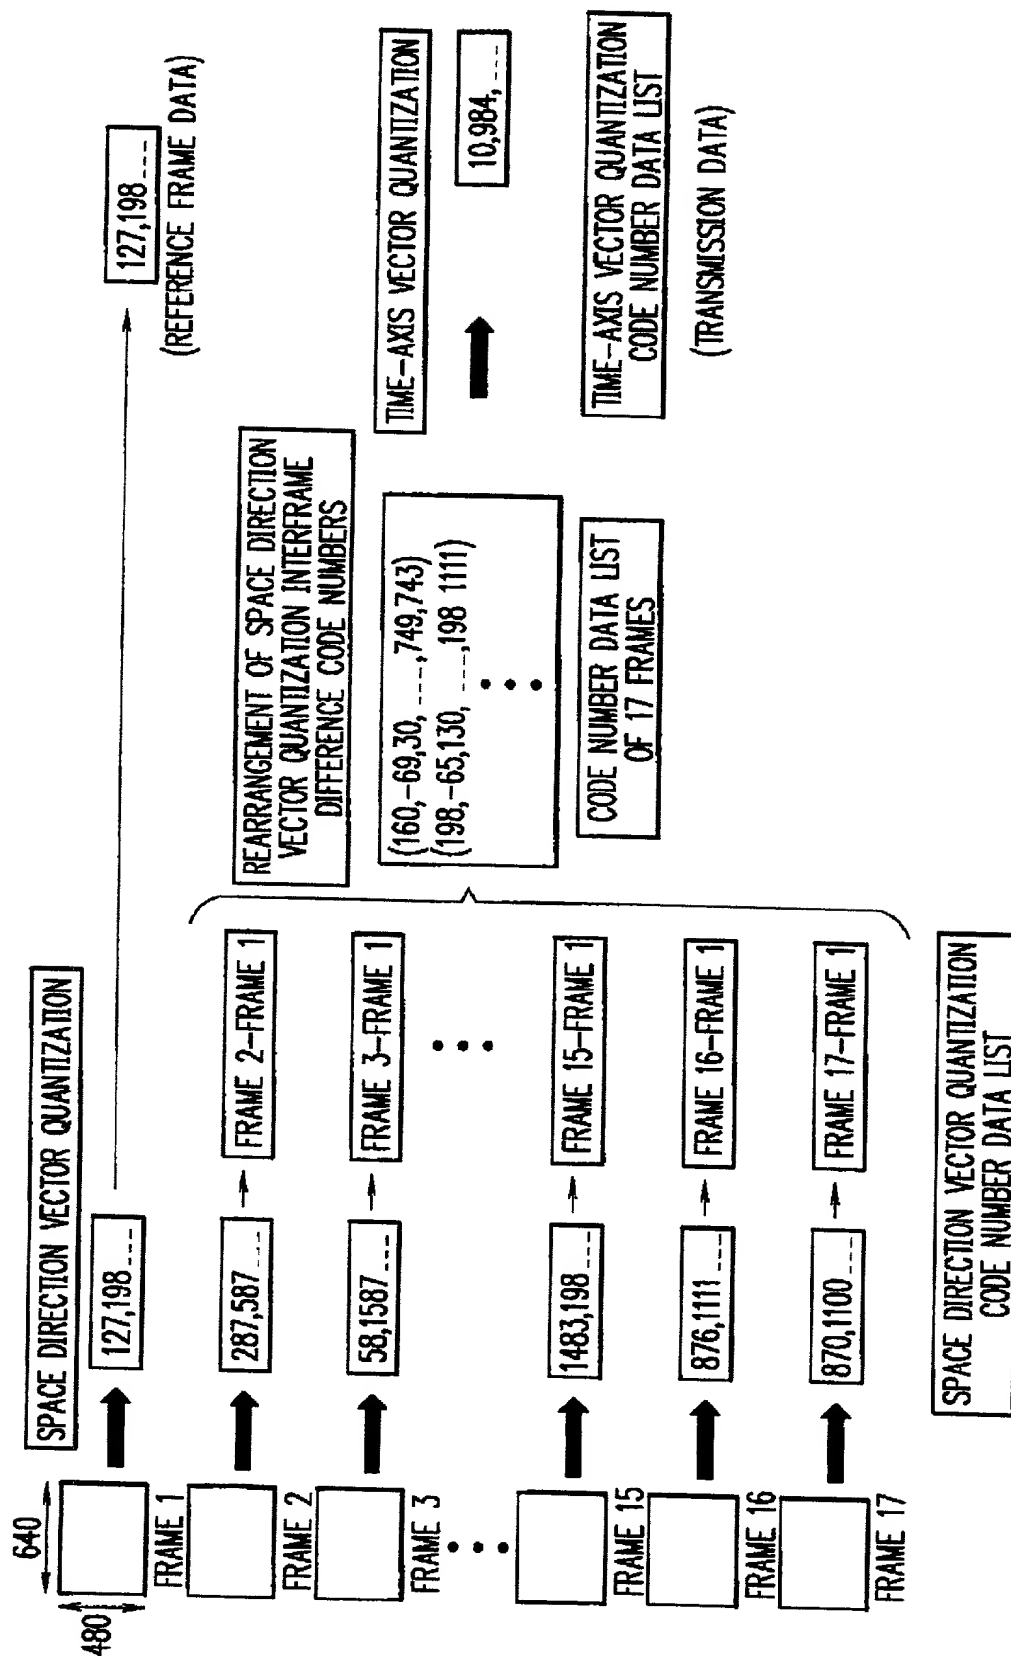 640
480
SPACE DIRECTION VECTOR QUANTIZATION
FRAME 1
127,198
127,198
(REFERENCE FRAME DATA)
FRAME 2
287,587
FRAME 2-FRAME 1
FRAME 3
58,1587
FRAME 3-FRAME 1
FRAME 15
1483,198
FRAME 15-FRAME 1
FRAME 16
876,1111
FRAME 16-FRAME 1
FRAME 17
870,1100
FRAME 17-FRAME 1
SPACE DIRECTION VECTOR QUANTIZATION
CODE NUMBER DATA LIST
REARRANGEMENT OF SPACE DIRECTION
VECTOR QUANTIZATION INTERFRAME
DIFFERENCE CODE NUMBERS
(160,-69,30, ----,749,743)
(198,-65,130, ----,198 1111)
CODE NUMBER DATA LIST
OF 17 FRAMES
TIME-AXIS VECTOR QUANTIZATION
10,984,
TIME-AXIS VECTOR QUANTIZATION
CODE NUMBER DATA LIST
(TRANSMISSION DATA)